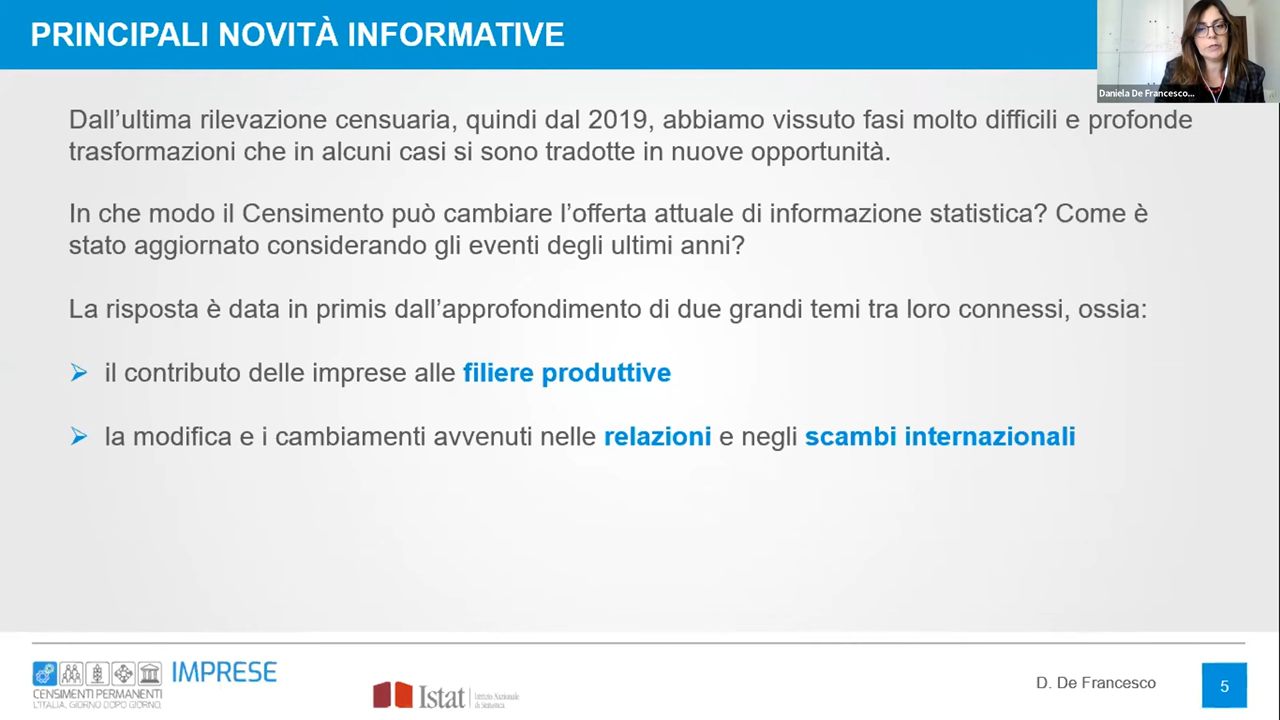 PRINCIPALI NOVITÀ INFORMATIVE
Daniela De Francesco...
Dall’ultima rilevazione censuaria, quindi dal 2019, abbiamo vissuto fasi molto difficili e profonde
trasformazioni che in alcuni casi si sono tradotte in nuove opportunità.
In che modo il Censimento può cambiare l’offerta attuale di informazione statistica? Come è
stato aggiornato considerando gli eventi degli ultimi anni?
La risposta è data in primis dall’approfondimento di due grandi temi tra loro connessi, ossia:
il contributo delle imprese alle filiere produttive
la modifica e i cambiamenti avvenuti nelle relazioni e negli scambi internazionali
IMPRESE
CENSIMENTI PERMANENTI
L'ITALIA, GIORNO DOPO GIORNO.
Istat
Istituto Nazionale
di Statistica
D. De Francesco
5